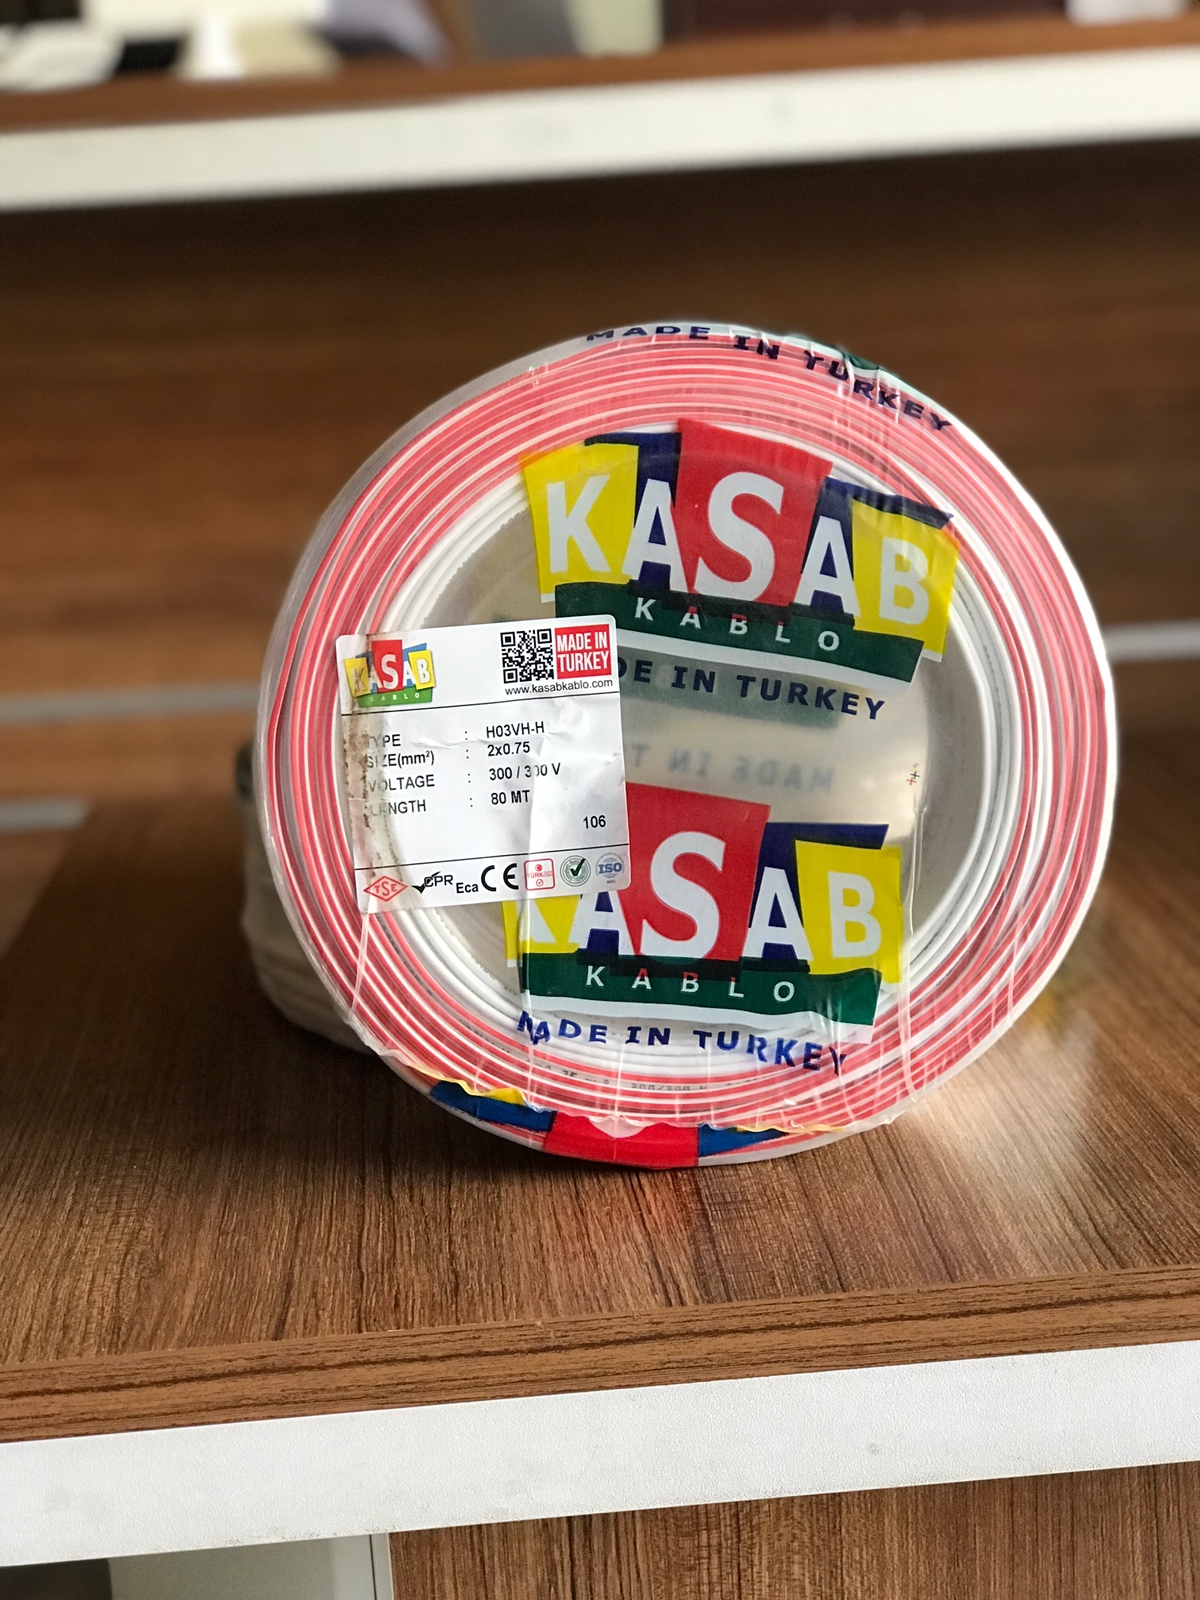 MADE IN TURKEY
KASAB
KABLO
DE IN TURKEY
KASAB
KABLO
MADE IN
TURKEY
www.kasabkablo.com
TYPE : H03VH-H
SIZE(mm²) : 2x0.75
VOLTAGE : 300 / 300 V
LENGTH : 80 MT
106
TSE
CPR
Eca
CE
ISO
KASAB
KABLO
MADE IN TURKEY